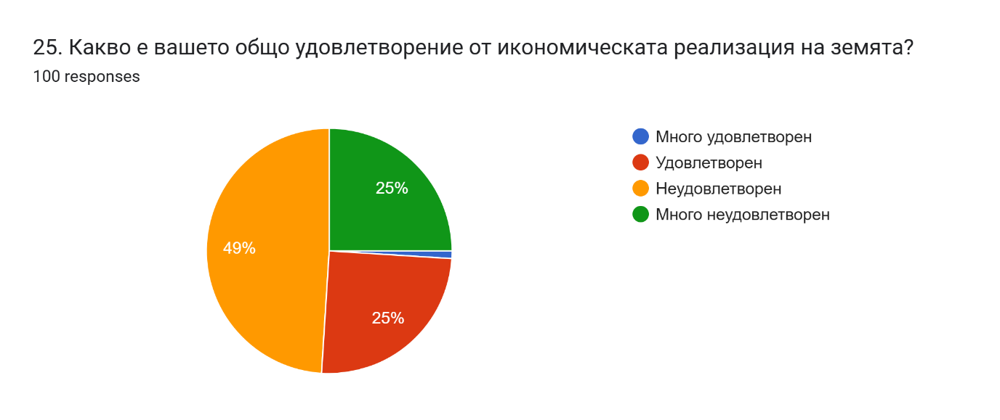 25. Какво е вашето общо удовлетворение от икономическата реализация на земята?
100 responses
Много удовлетворен
Удовлетворен
Неудовлетворен
Много неудовлетворен
25%
49%
25%